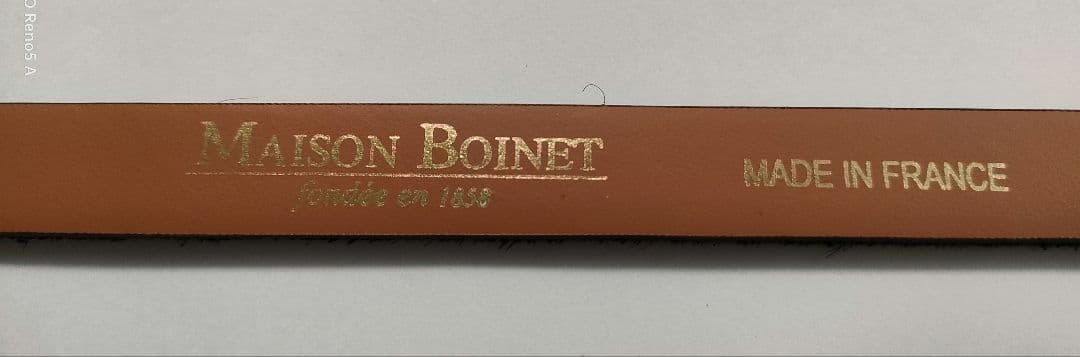 MAISON BOINET
fondée en 1858
MADE IN FRANCE
Reno5 A